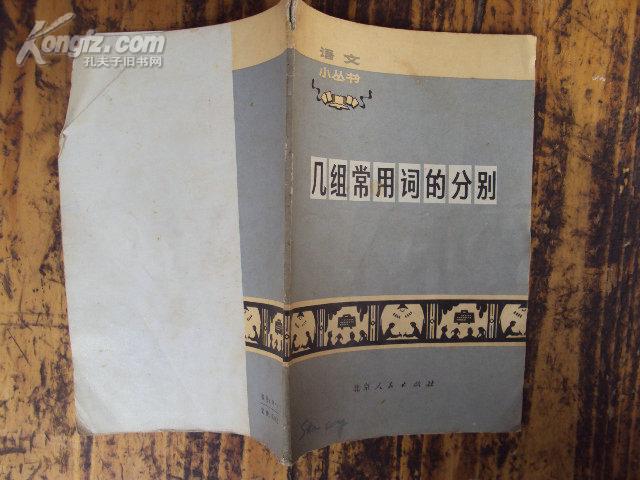 Kongfz.com
孔夫子旧书网
语文
小丛书
几组常用词的分别
北京人民出版社